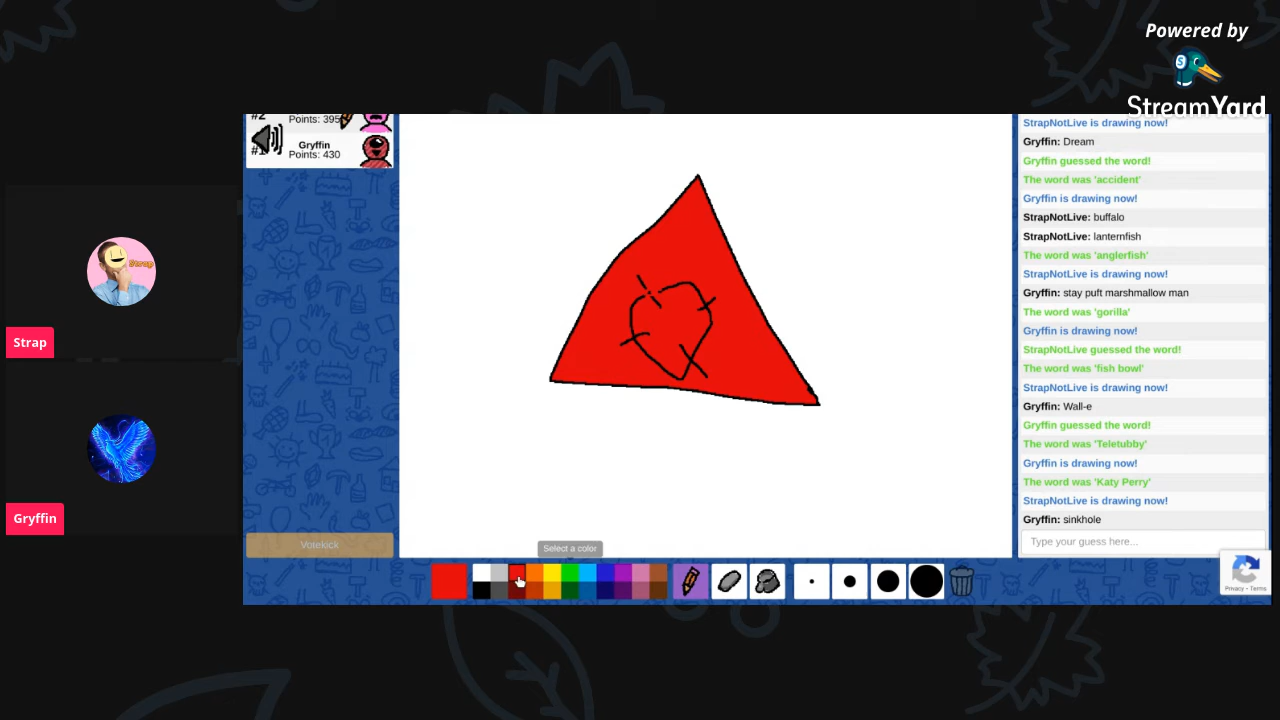 Powered by
StreamYard
Strap
Strap
Gryffin
#2
Points: 395
Gryffin
#1
Points: 430
Votekick
Select a color
StrapNotLive is drawing now!
Gryffin: Dream
Gryffin guessed the word!
The word was 'accident'
Gryffin is drawing now!
StrapNotLive: buffalo
StrapNotLive: lanternfish
The word was 'anglerfish'
StrapNotLive is drawing now!
Gryffin: stay puft marshmallow man
The word was 'gorilla'
Gryffin is drawing now!
StrapNotLive guessed the word!
The word was 'fish bowl'
StrapNotLive is drawing now!
Gryffin: Wall-e
Gryffin guessed the word!
The word was 'Teletubby'
Gryffin is drawing now!
The word was 'Katy Perry'
StrapNotLive is drawing now!
Gryffin: sinkhole
Type your guess here...
Privacy - Terms